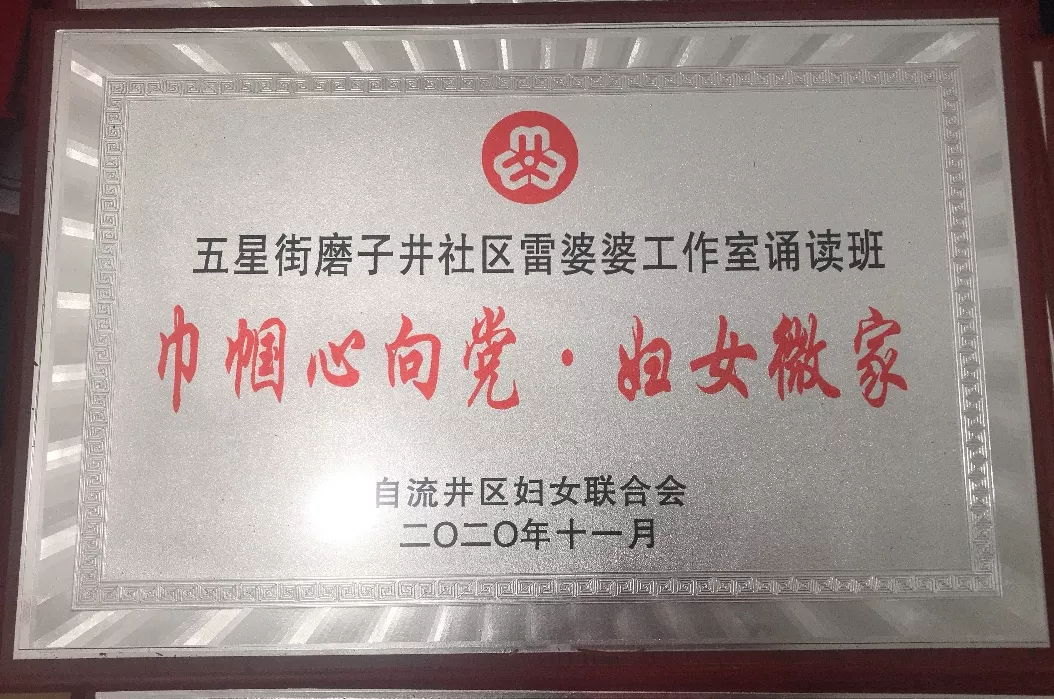 五星街磨子井社区雷婆婆工作室诵读班
巾帼心向党·妇女微家
自流井区妇女联合会
二〇二〇年十一月